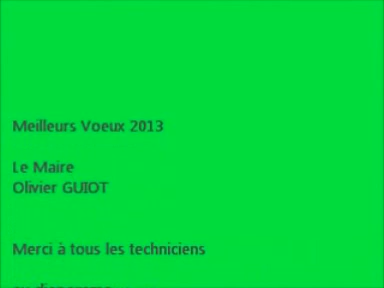 Meilleurs Voeux 2013
Le Maire
Olivier GUIOT
Merci à tous les techniciens